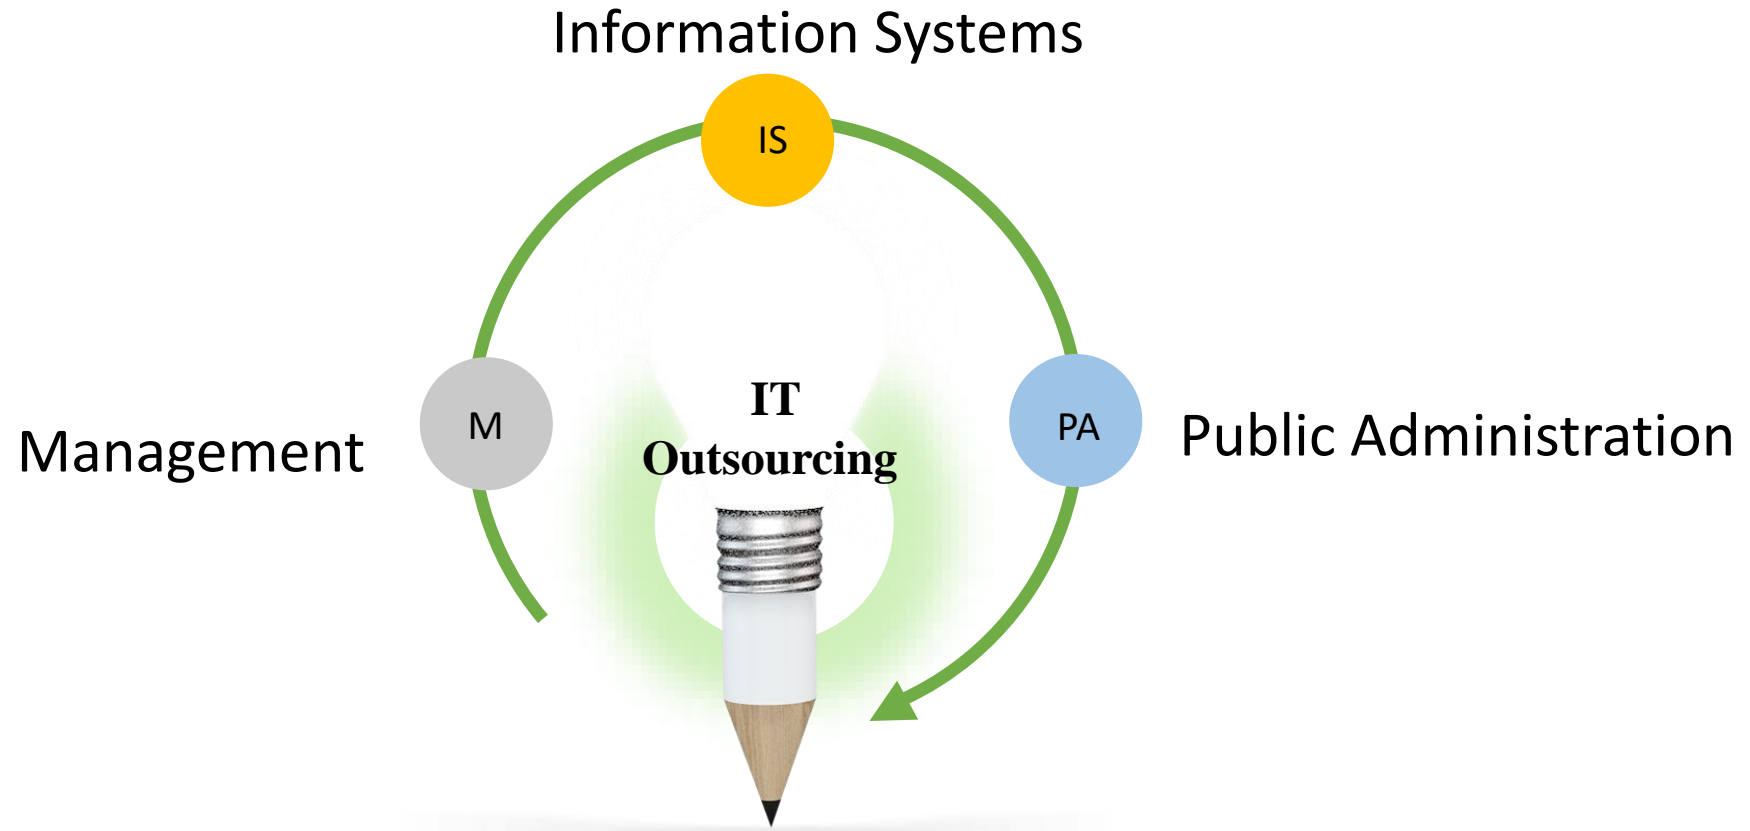 Information Systems
IS
IT
Outsourcing
M
Management
PA
Public Administration